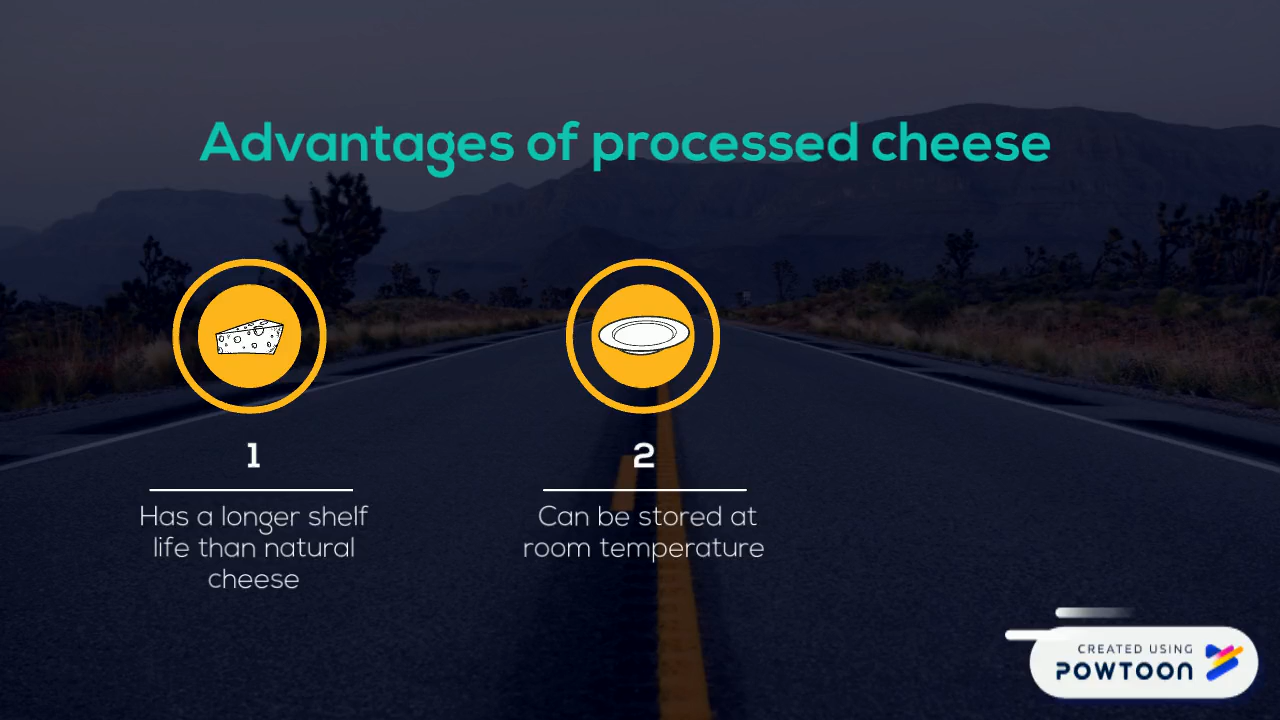 Advantages of processed cheese
1
Has a longer shelf
life than natural
cheese
2
Can be stored at
room temperature
CREATED USING
POWTOON